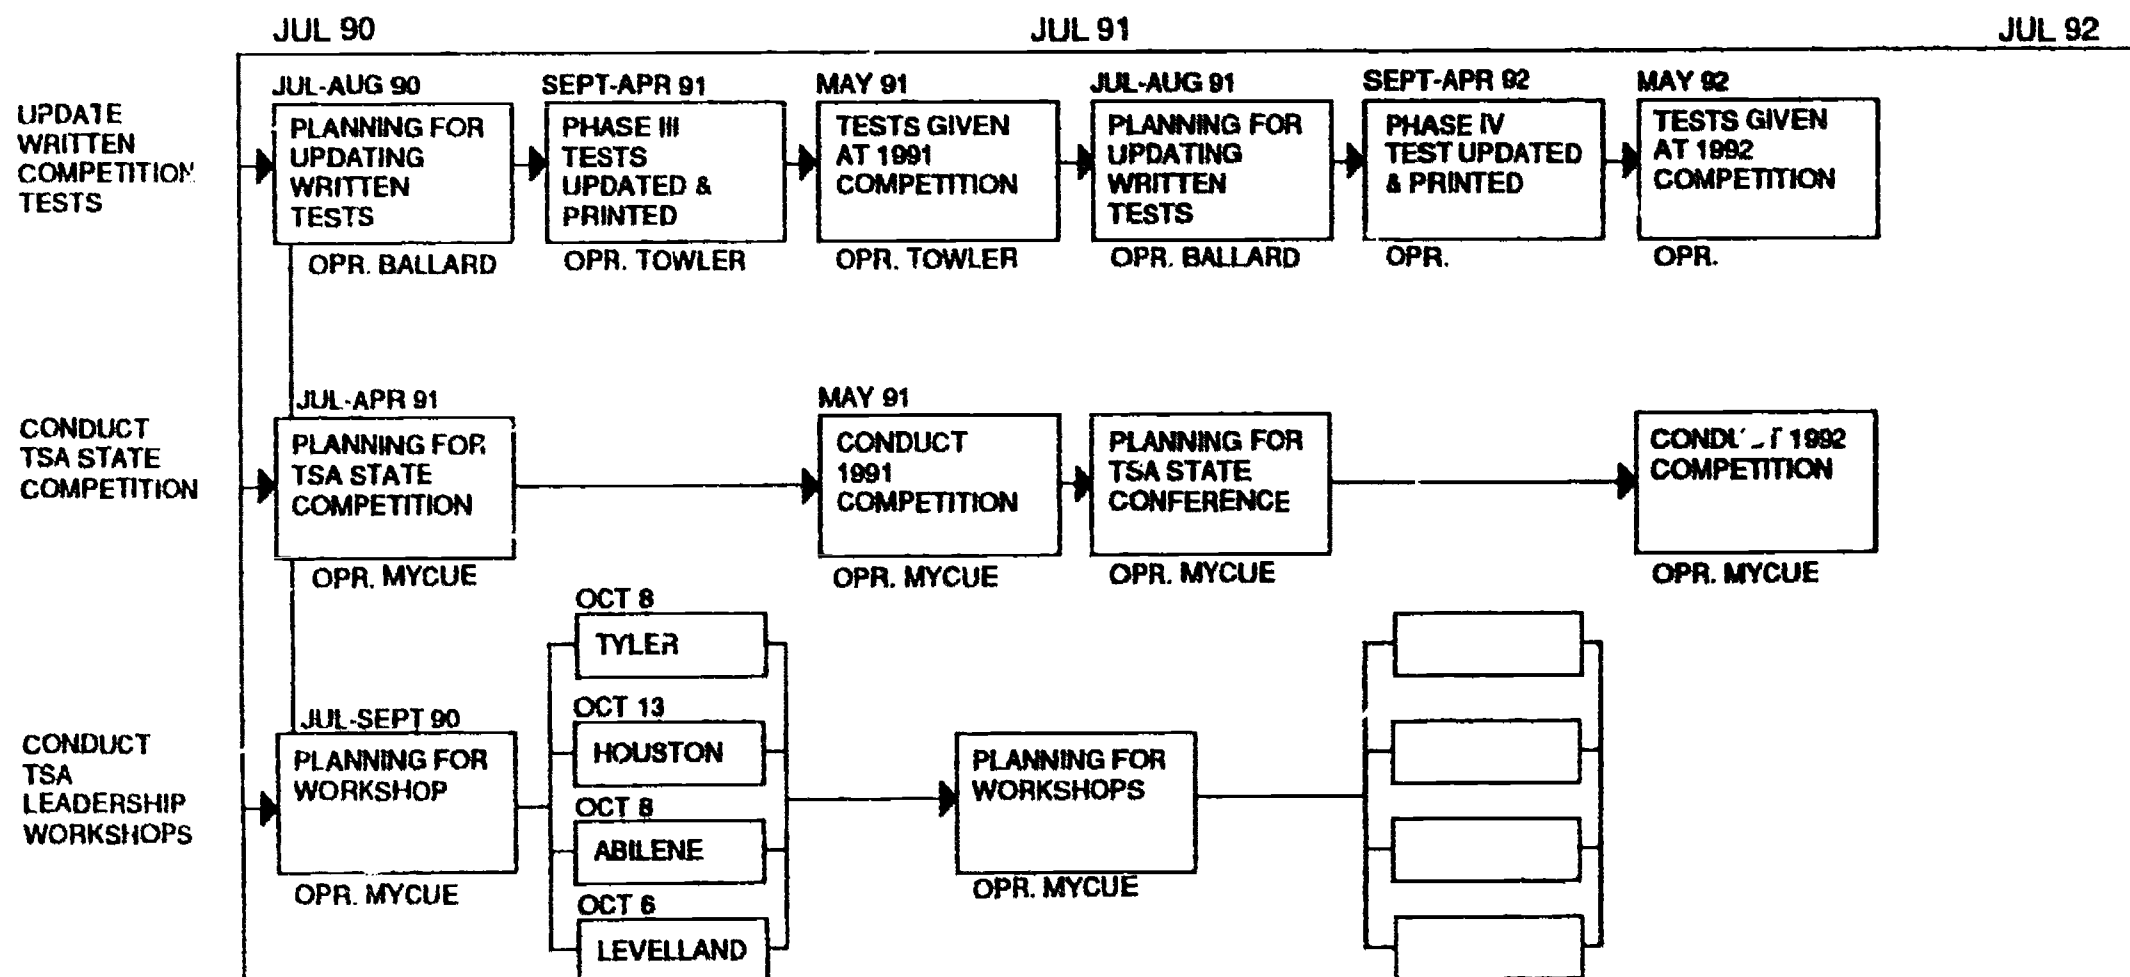 JUL 90
JUL 91
JUL 92
UPDATE
WRITTEN
COMPETITION
TESTS
JUL-AUG 90
PLANNING FOR
UPDATING
WRITTEN
TESTS
OPR. BALLARD
SEPT-APR 91
PHASE III
TESTS
UPDATED &
PRINTED
OPR. TOWLER
MAY 91
TESTS GIVEN
AT 1991
COMPETITION
OPR. TOWLER
JUL-AUG 91
PLANNING FOR
UPDATING
WRITTEN
TESTS
OPR. BALLARD
SEPT-APR 92
PHASE IV
TEST UPDATED
& PRINTED
OPR.
MAY 92
TESTS GIVEN
AT 1992
COMPETITION
OPR.
CONDUCT
TSA STATE
COMPETITION
JUL-APR 91
PLANNING FOR
TSA STATE
COMPETITION
OPR. MYCUE
MAY 91
CONDUCT
1991
COMPETITION
OPR. MYCUE
PLANNING FOR
TSA STATE
CONFERENCE
OPR. MYCUE
1992
COMPETITION
OPR. MYCUE
CONDUCT
TSA
LEADERSHIP
WORKSHOPS
JUL-SEPT 90
PLANNING FOR
WORKSHOP
OPR. MYCUE
OCT 8
TYLER
OCT 13
HOUSTON
OCT 8
ABILENE
OCT 6
LEVELLAND
PLANNING FOR
WORKSHOPS
OPR. MYCUE